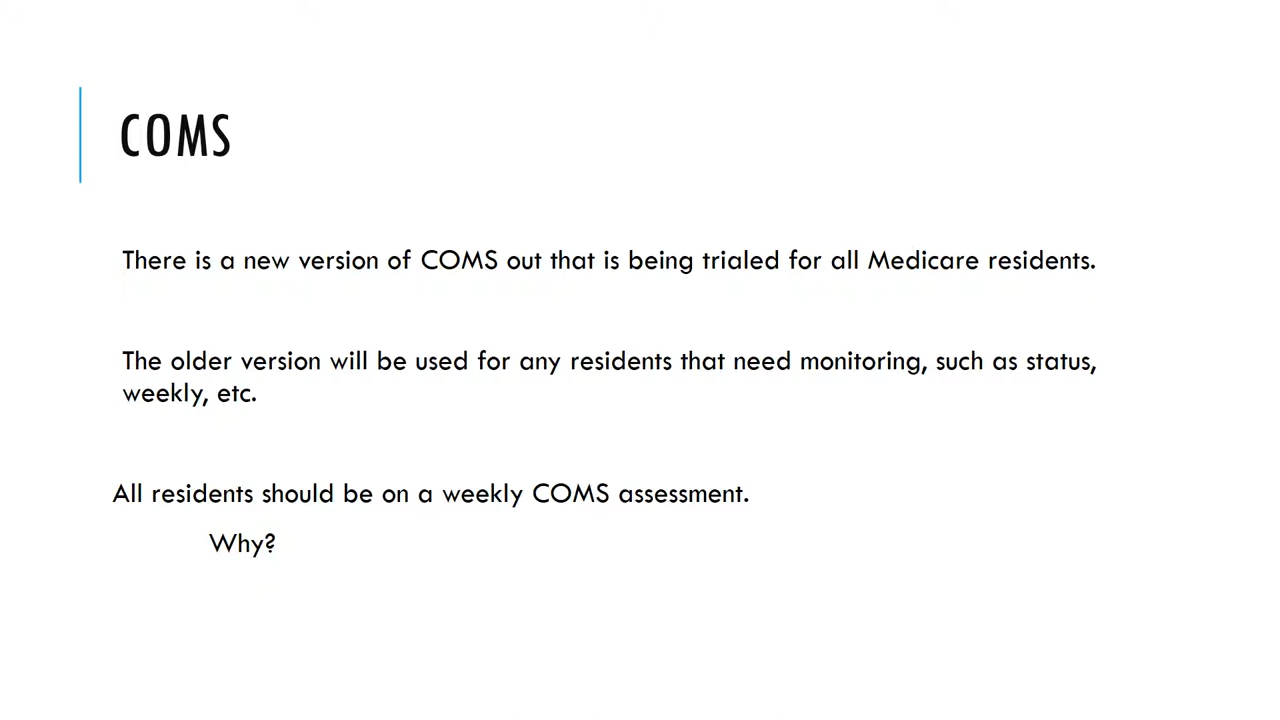 COMS
There is a new version of COMS out that is being trialed for all Medicare residents.
The older version will be used for any residents that need monitoring, such as status,
weekly, etc.
All residents should be on a weekly COMS assessment.
Why?